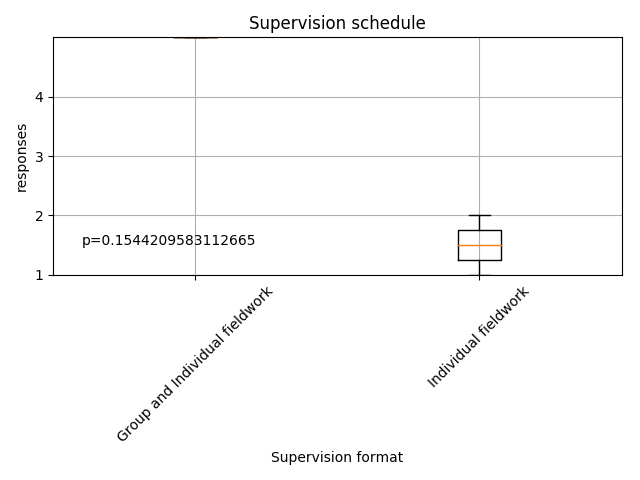 Supervision schedule
responses
4
3
2
1
p=0.1544209583112665
Group and Individual fieldwork
Individual fieldwork
Supervision format